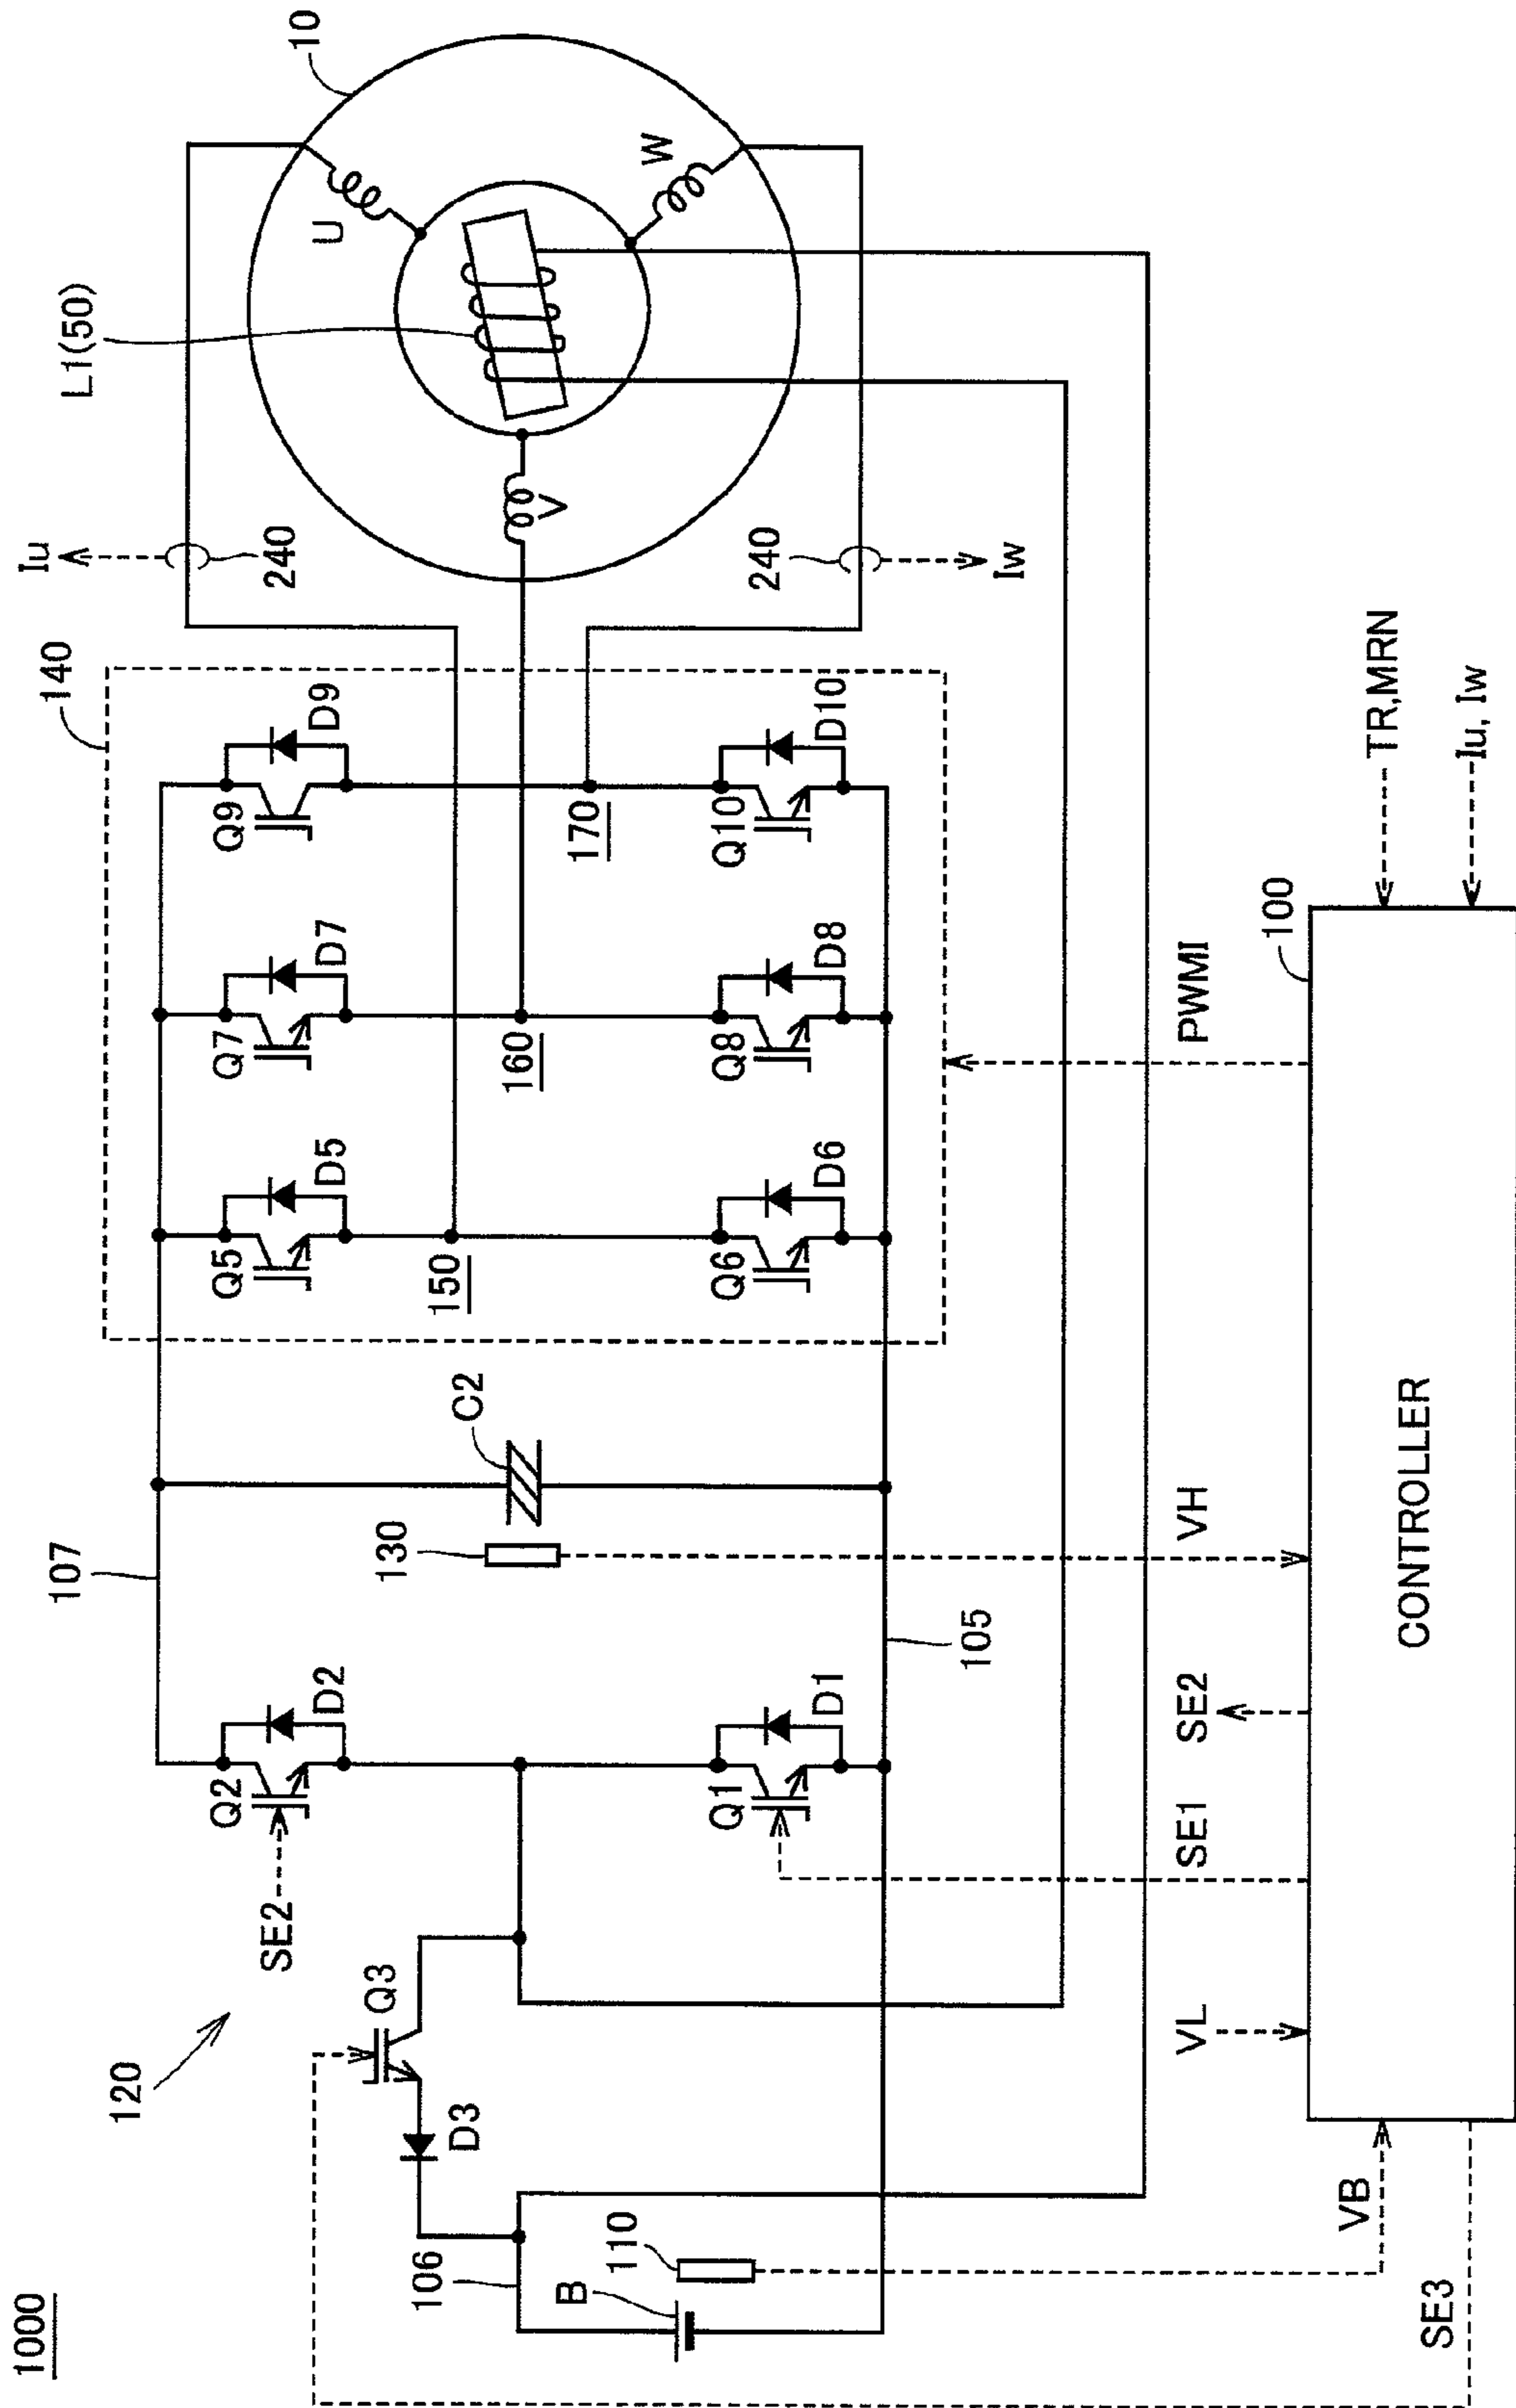 1000
120
107
140
10
Iu
240
L1(50)
U
V
W
240
Iw
SE2
Q2
D2
Q3
D3
106
B
110
Q1
D1
105
130
C2
Q5
D5
150
Q6
D6
Q7
D7
160
Q8
D8
Q9
D9
170
Q10
D10
VB
VL
SE1
SE2
VH
PWMI
SE3
100
CONTROLLER
TR,MRN
Iu, Iw